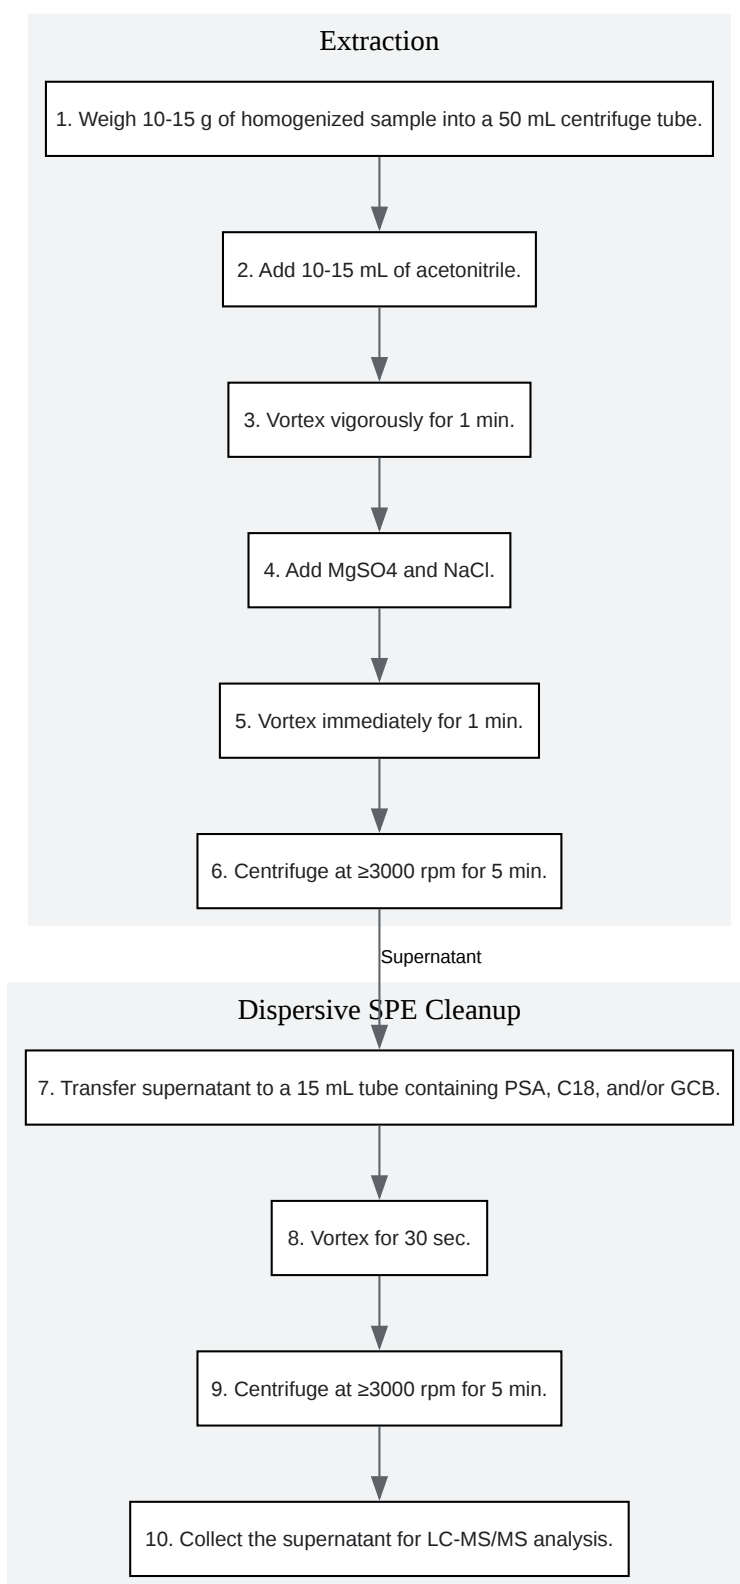 Extraction
1. Weigh 10-15 g of homogenized sample into a 50 mL centrifuge tube.
2. Add 10-15 mL of acetonitrile.
3. Vortex vigorously for 1 min.
4. Add MgSO4 and NaCl.
5. Vortex immediately for 1 min.
6. Centrifuge at ≥3000 rpm for 5 min.
Supernatant
Dispersive SPE Cleanup
7. Transfer supernatant to a 15 mL tube containing PSA, C18, and/or GCB.
8. Vortex for 30 sec.
9. Centrifuge at ≥3000 rpm for 5 min.
10. Collect the supernatant for LC-MS/MS analysis.